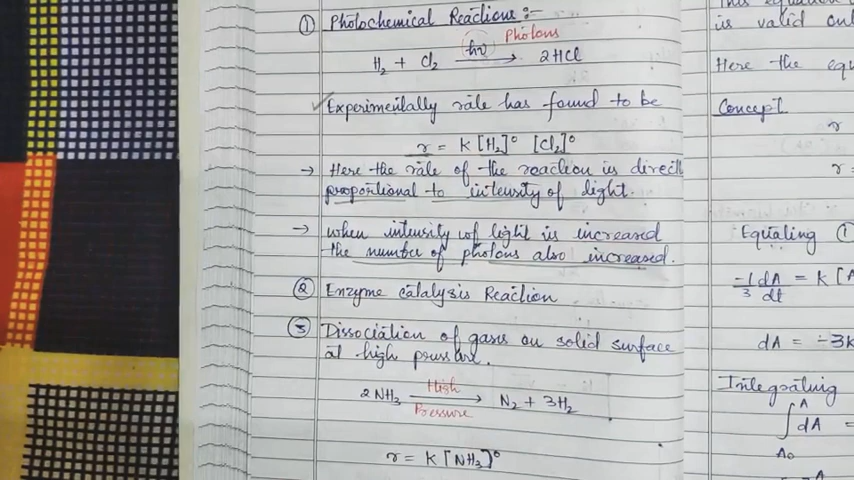 ① Photochemical Reactions :-
H₂ + Cl₂ —hν→ 2HCl
Photons
Experimentally rate has found to be
r = K [H₂]⁰ [Cl₂]⁰
→ Here the rate of the reaction is directl
proportional to intensity of light.
→ when intensity of light is increased
the number of photons also increased.
② Enzyme catalysis Reaction
③ Dissociation of gases on solid surface
at high pressure.
2NH₃ —High Pressure→ N₂ + 3H₂
r = K [NH₃]⁰
is valid onl
Here the equ
Concept
r
r =
Equating ①
-1/3 dA/dt = K [A
dA = -3K
Integrating
∫ A₀ A dA =